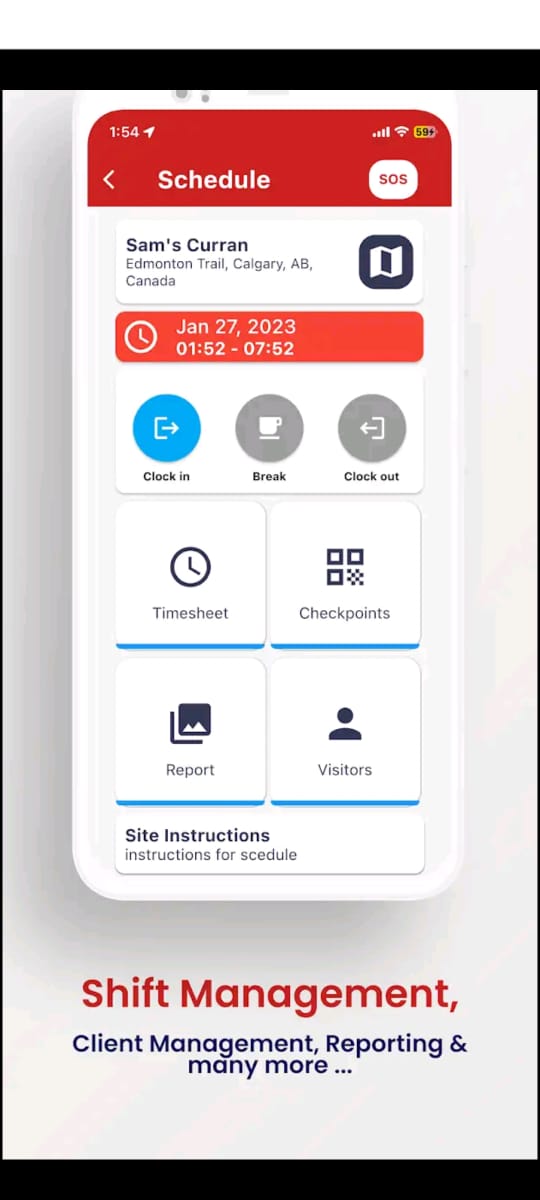 1:54
59
Schedule
SOS
Sam's Curran
Edmonton Trail, Calgary, AB,
Canada
Jan 27, 2023
01:52 - 07:52
Clock in
Break
Clock out
Timesheet
Checkpoints
Report
Visitors
Site Instructions
instructions for scedule
Shift Management,
Client Management, Reporting &
many more ...